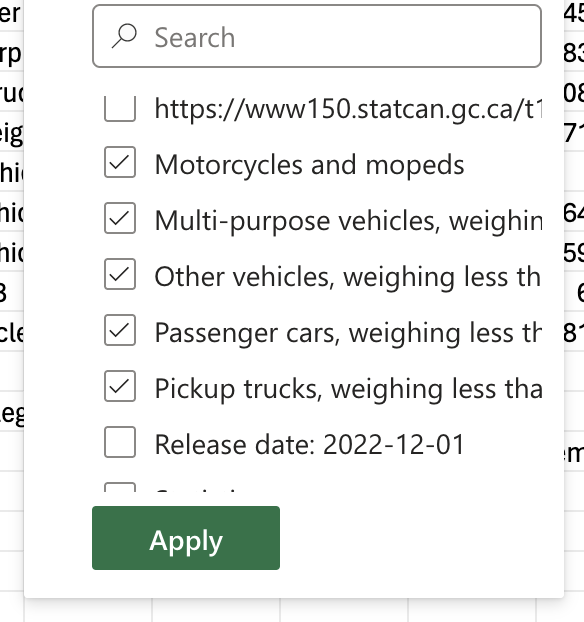 Search
https://www150.statcan.gc.ca/t1
Motorcycles and mopeds
Multi-purpose vehicles, weighin
Other vehicles, weighing less th
Passenger cars, weighing less th
Pickup trucks, weighing less tha
Release date: 2022-12-01
Apply